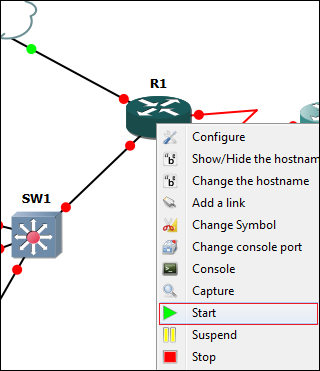 R1
SW1
Configure
Show/Hide the hostnam
Change the hostname
Add a link
Change Symbol
Change console port
Console
Capture
Start
Suspend
Stop